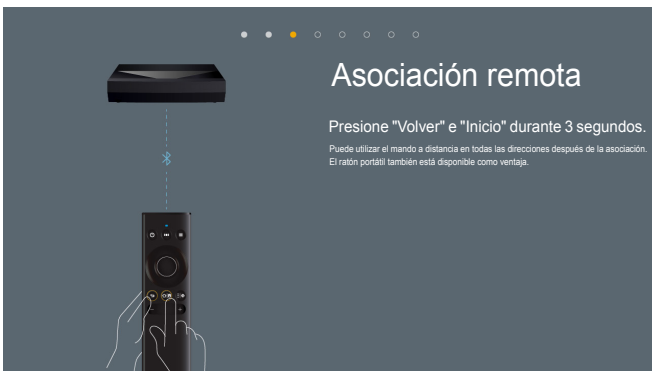 Asociación remota
Presione "Volver" e "Inicio" durante 3 segundos.
Puede utilizar el mando a distancia en todas las direcciones después de la asociación.
El ratón portátil también está disponible como ventaja.